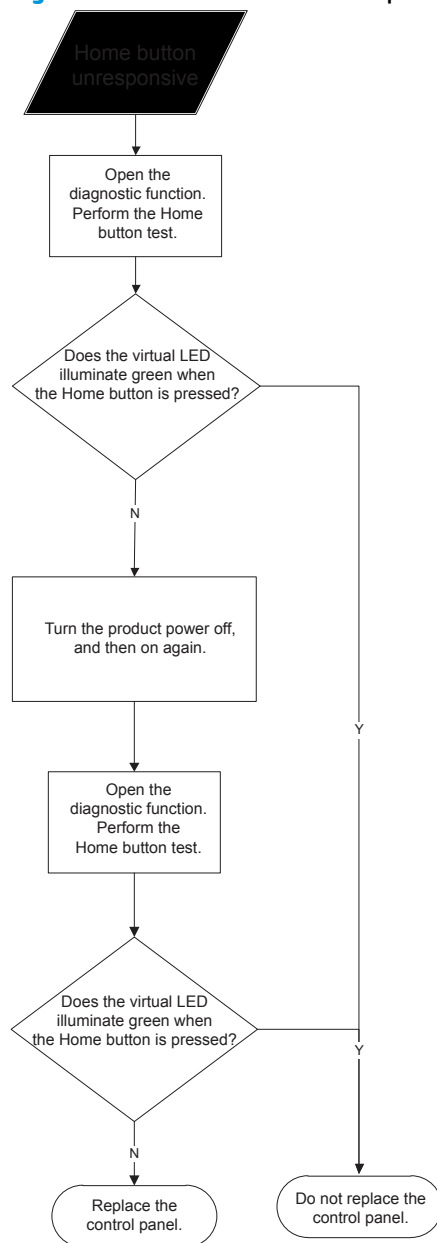 Home button
unresponsive
Open the
diagnostic function.
Perform the Home
button test.
Does the virtual LED
illuminate green when
the Home button is pressed?
N
Turn the product power off,
and then on again.
Y
Open the
diagnostic function.
Perform the
Home button test.
Does the virtual LED
illuminate green when
the Home button is pressed?
Y
N
Replace the
control panel.
Do not replace the
control panel.